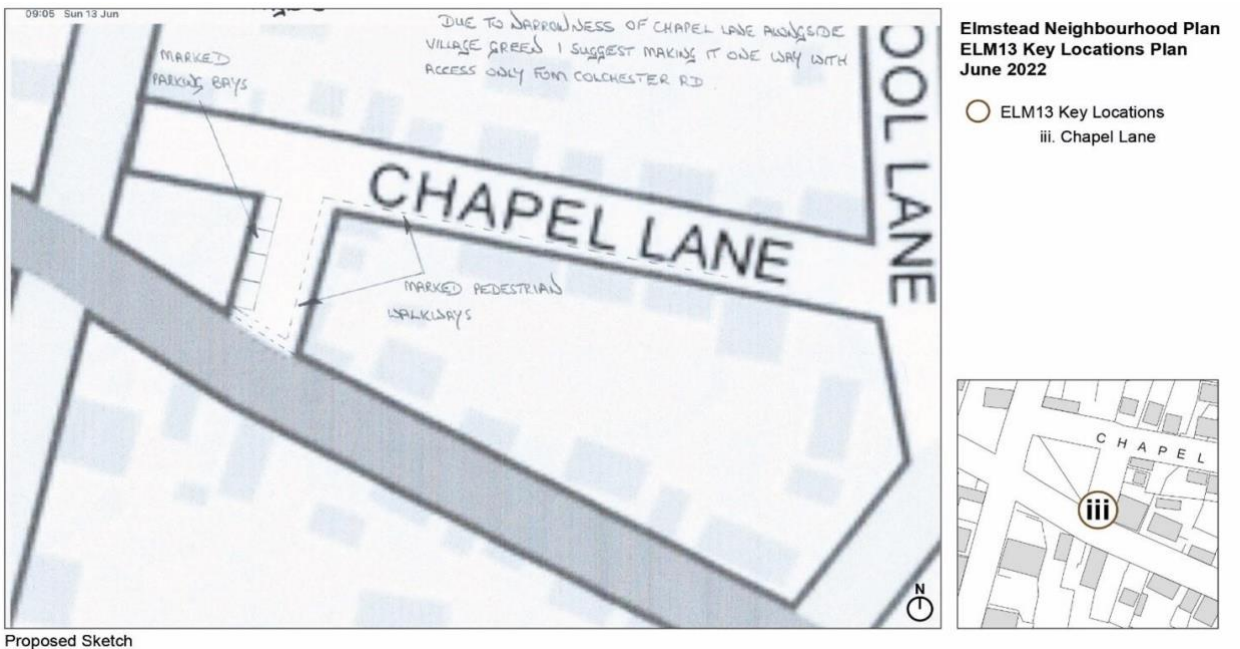 09:05 Sun 13 Jun
DUE TO NARROWNESS OF CHAPEL LANE ALONGSIDE
VILLAGE GREEN I SUGGEST MAKING IT ONE WAY WITH
ACCESS ONLY FOM COLCHESTER RD
MARKED
PARKING BAYS
CHAPEL LANE
OOL LANE
MARKED PEDESTRIAN
WALKWAYS
N
Proposed Sketch
Elmstead Neighbourhood Plan
ELM13 Key Locations Plan
June 2022
ELM13 Key Locations
iii. Chapel Lane
CHAPEL
iii